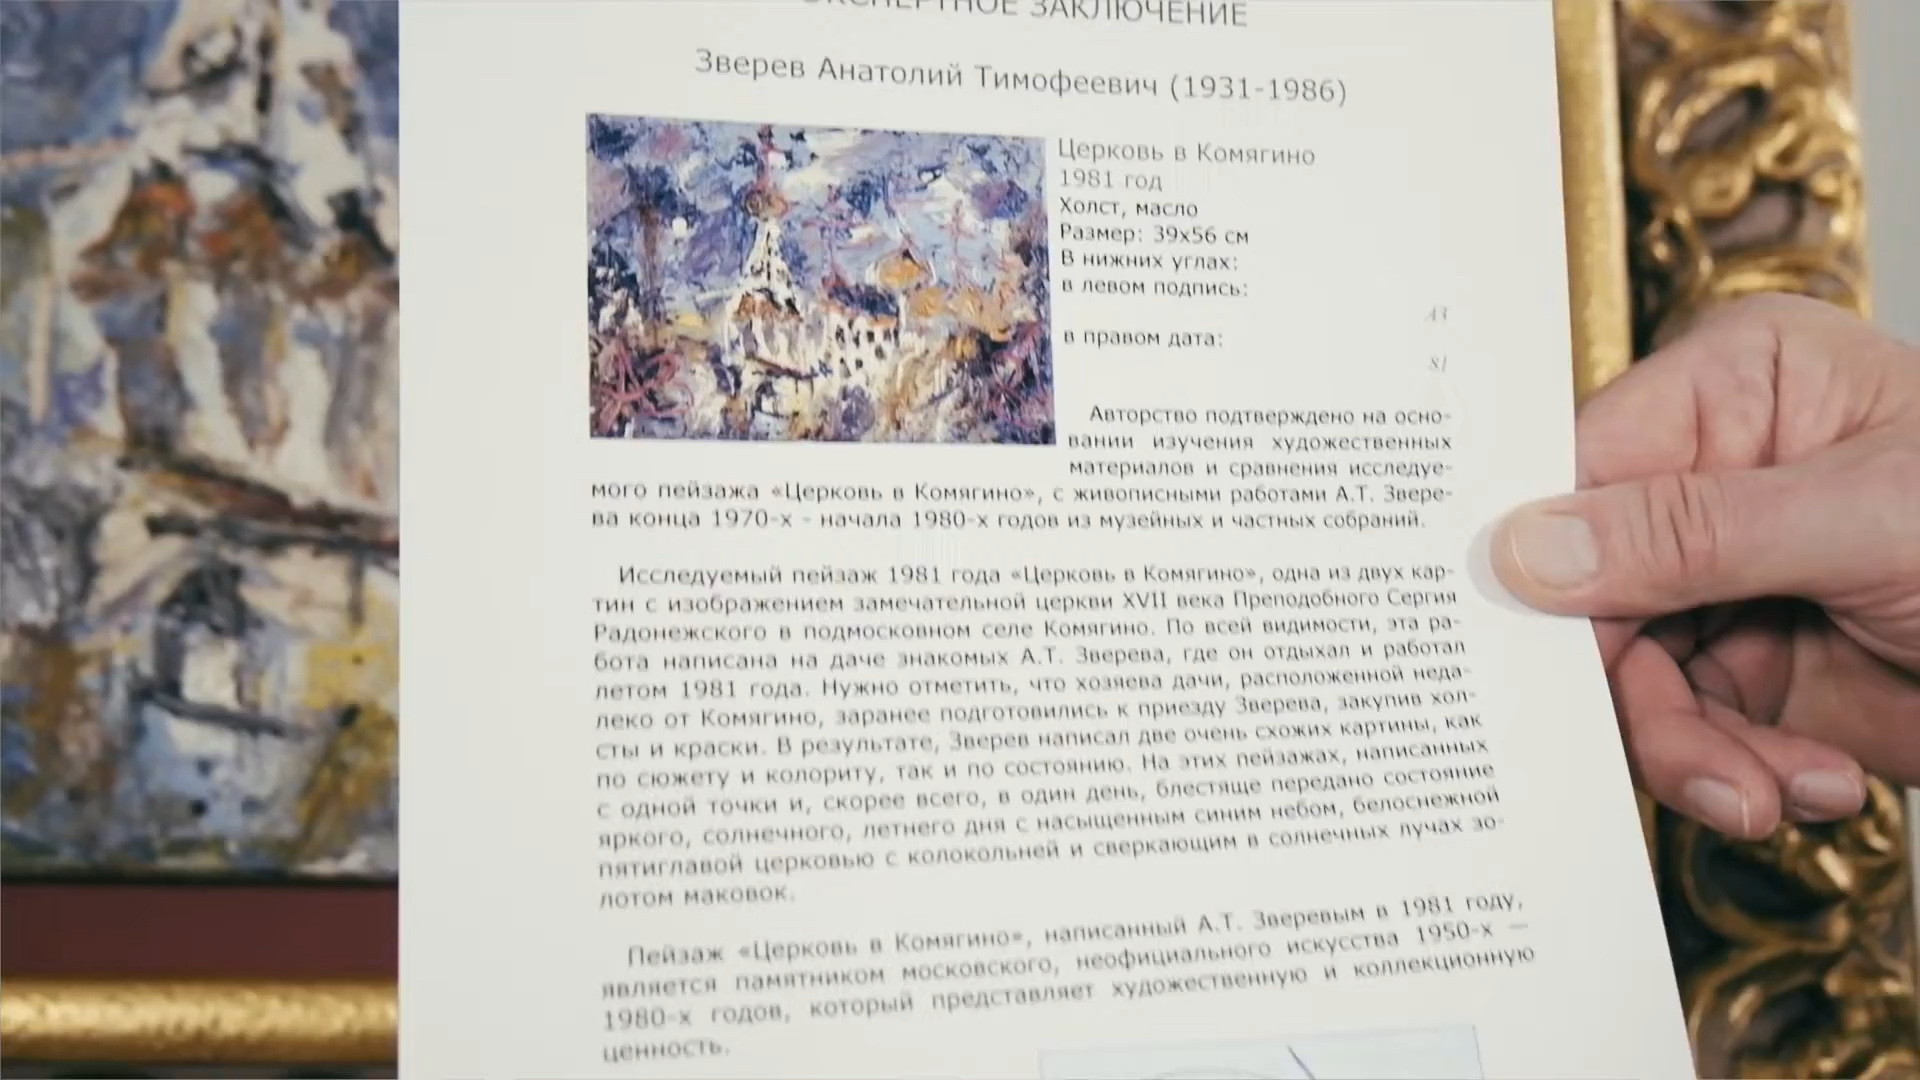 ЭКСПЕРТНОЕ ЗАКЛЮЧЕНИЕ
Зверев Анатолий Тимофеевич (1931-1986)
Церковь в Комягино
1981 год
Холст, масло
Размер: 39х56 см
В нижних углах:
в левом подпись:
АЗ
в правом дата:
81
Авторство подтверждено на осно-
вании изучения художественных
материалов и сравнения исследуе-
мого пейзажа «Церковь в Комягино», с живописными работами А.Т. Звере-
ва конца 1970-х - начала 1980-х годов из музейных и частных собраний.
Исследуемый пейзаж 1981 года «Церковь в Комягино», одна из двух кар-
тин с изображением замечательной церкви XVII века Преподобного Сергия
Радонежского в подмосковном селе Комягино. По всей видимости, эта ра-
бота написана на даче знакомых А.Т. Зверева, где он отдыхал и работал
летом 1981 года. Нужно отметить, что хозяева дачи, расположенной неда-
леко от Комягино, заранее подготовились к приезду Зверева, закупив хол-
сты и краски. В результате, Зверев написал две очень схожих картины, как
по сюжету и колориту, так и по состоянию. На этих пейзажах, написанных
с одной точки и, скорее всего, в один день, блестяще передано состояние
яркого, солнечного, летнего дня с насыщенным синим небом, белоснежной
пятиглавой церковью с колокольней и сверкающим в солнечных лучах зо-
лотом маковок.
Пейзаж «Церковь в Комягино», написанный А.Т. Зверевым в 1981 году,
является памятником московского, неофициального искусства 1950-х —
1980-х годов, который представляет художественную и коллекционную
ценность.